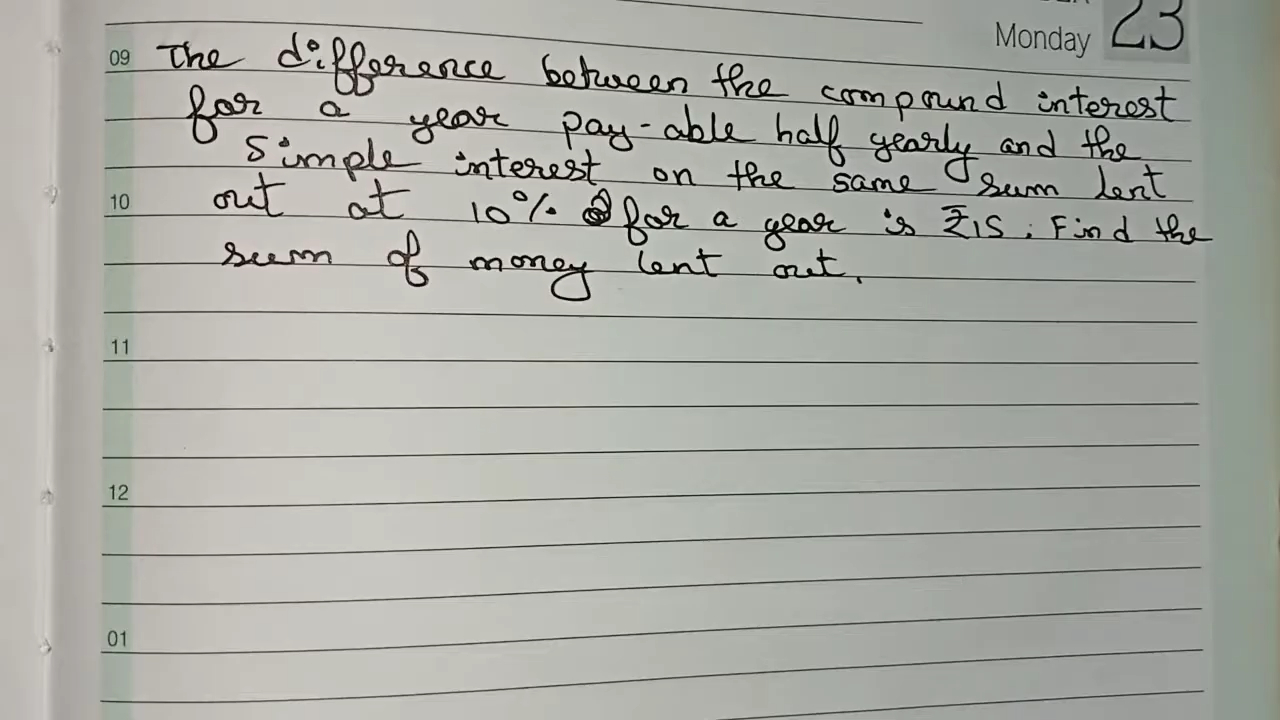 23
Monday
09 The difference between the compound interest
for a year pay-able half yearly and the
Simple interest on the same sum lent
10 out at 10% for a year is ₹15. Find the
sum of money lent out.
11
12
01